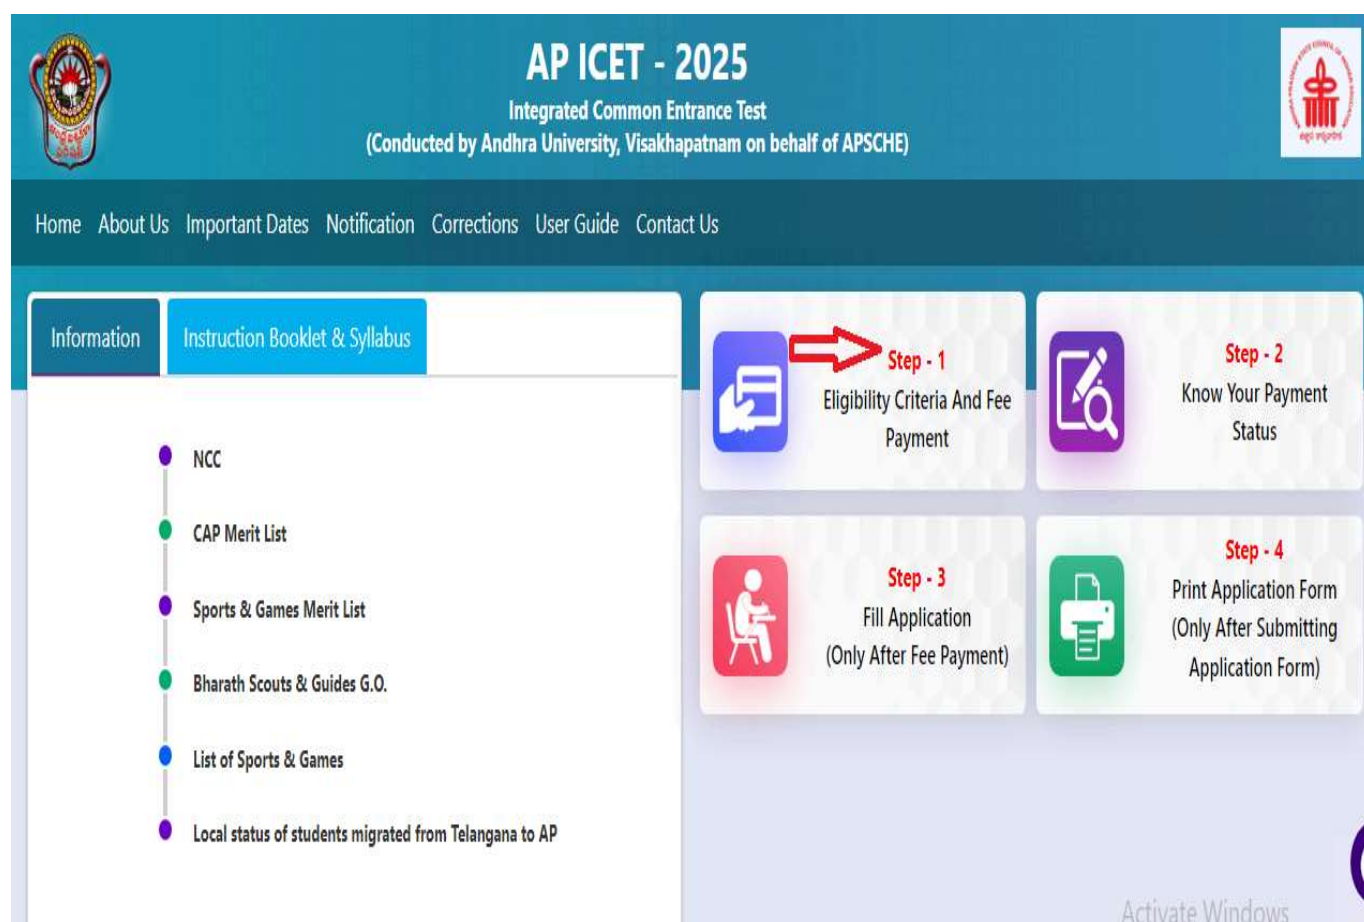 AP ICET - 2025
Integrated Common Entrance Test
(Conducted by Andhra University, Visakhapatnam on behalf of APSCHE)
Home About Us Important Dates Notification Corrections User Guide Contact Us
Information
Instruction Booklet & Syllabus
NCC
CAP Merit List
Sports & Games Merit List
Bharath Scouts & Guides G.O.
List of Sports & Games
Local status of students migrated from Telangana to AP
Step - 1
Eligibility Criteria And Fee
Payment
Step - 2
Know Your Payment
Status
Step - 3
Fill Application
(Only After Fee Payment)
Step - 4
Print Application Form
(Only After Submitting
Application Form)
Activate Windows